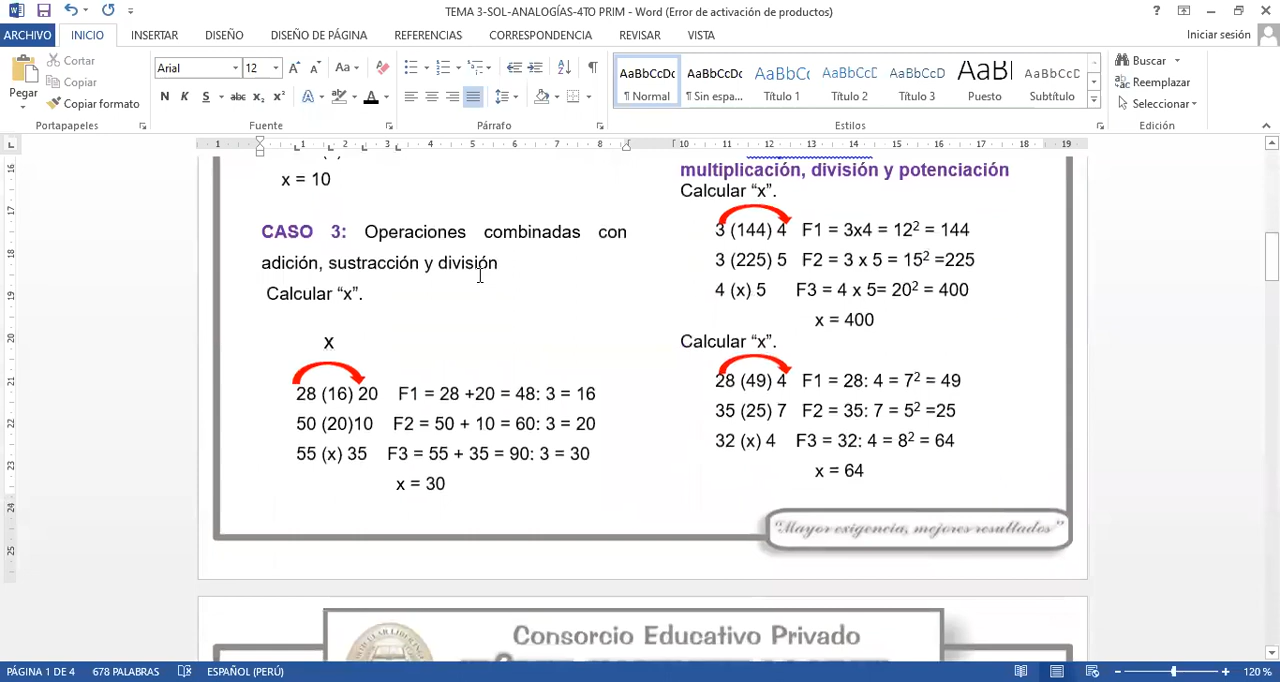 TEMA 3-SOL-ANALOGÍAS-4TO PRIM - Word (Error de activación de productos)
ARCHIVO INICIO INSERTAR DISEÑO DISEÑO DE PÁGINA REFERENCIAS CORRESPONDENCIA REVISAR VISTA Iniciar sesión
Pegar
Cortar
Copiar
Copiar formato
Portapapeles
Arial 12
Fuente
Párrafo
AaBbCcDc AaBbCcDc AaBbCc AaBbCcD AaBbCcD AaBl AaBbCcD
¶ Normal ¶ Sin espa... Título 1 Título 2 Título 3 Puesto Subtítulo
Estilos
Buscar
Reemplazar
Seleccionar
Edición
x = 10
CASO 3: Operaciones combinadas con
adición, sustracción y división
Calcular “x”.
x
28 (16) 20 F1 = 28 +20 = 48: 3 = 16
50 (20)10 F2 = 50 + 10 = 60: 3 = 20
55 (x) 35 F3 = 55 + 35 = 90: 3 = 30
x = 30
multiplicación, división y potenciación
Calcular “x”.
3 (144) 4 F1 = 3x4 = 12² = 144
3 (225) 5 F2 = 3 x 5 = 15² =225
4 (x) 5 F3 = 4 x 5= 20² = 400
x = 400
Calcular “x”.
28 (49) 4 F1 = 28: 4 = 7² = 49
35 (25) 7 F2 = 35: 7 = 5² =25
32 (x) 4 F3 = 32: 4 = 8² = 64
x = 64
“Mayor exigencia, mejores resultados”
Consorcio Educativo Privado
PÁGINA 1 DE 4 678 PALABRAS ESPAÑOL (PERÚ) 120 %